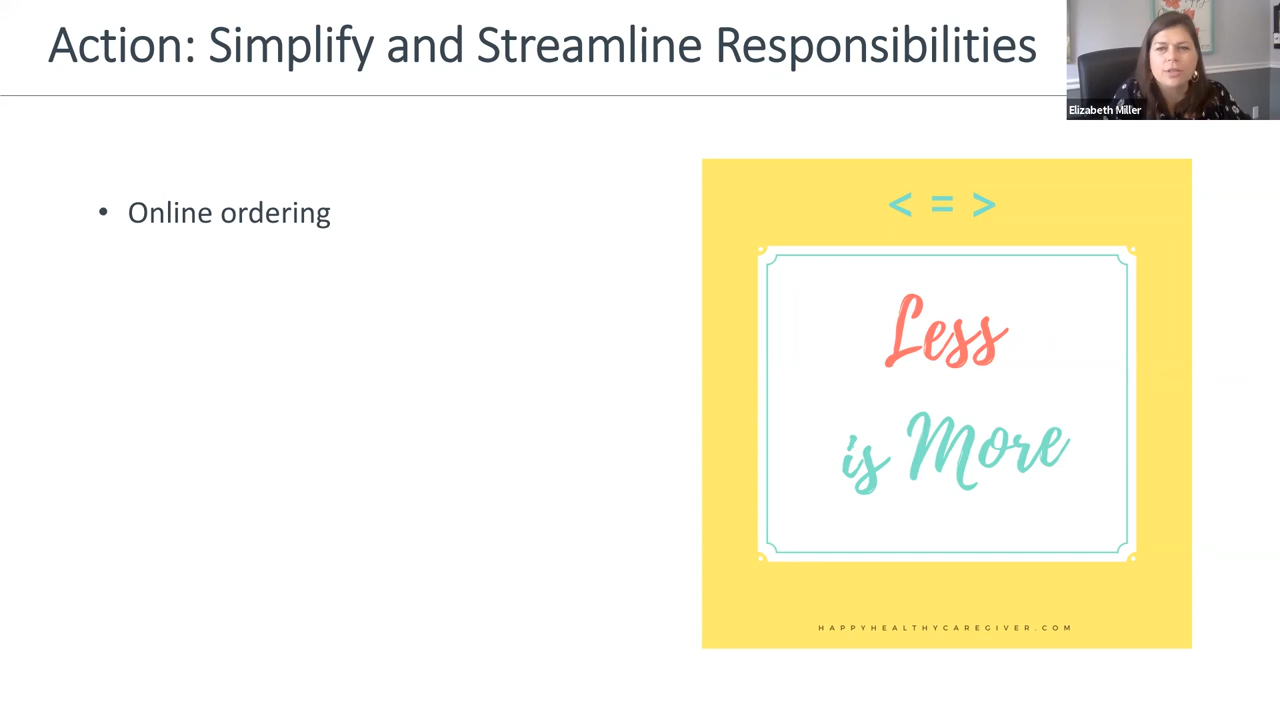 Action: Simplify and Streamline Responsibilities
Elizabeth Miller
• Online ordering
< = >
Less
is More
HAPPYHEALTHYCAREGIVER.COM